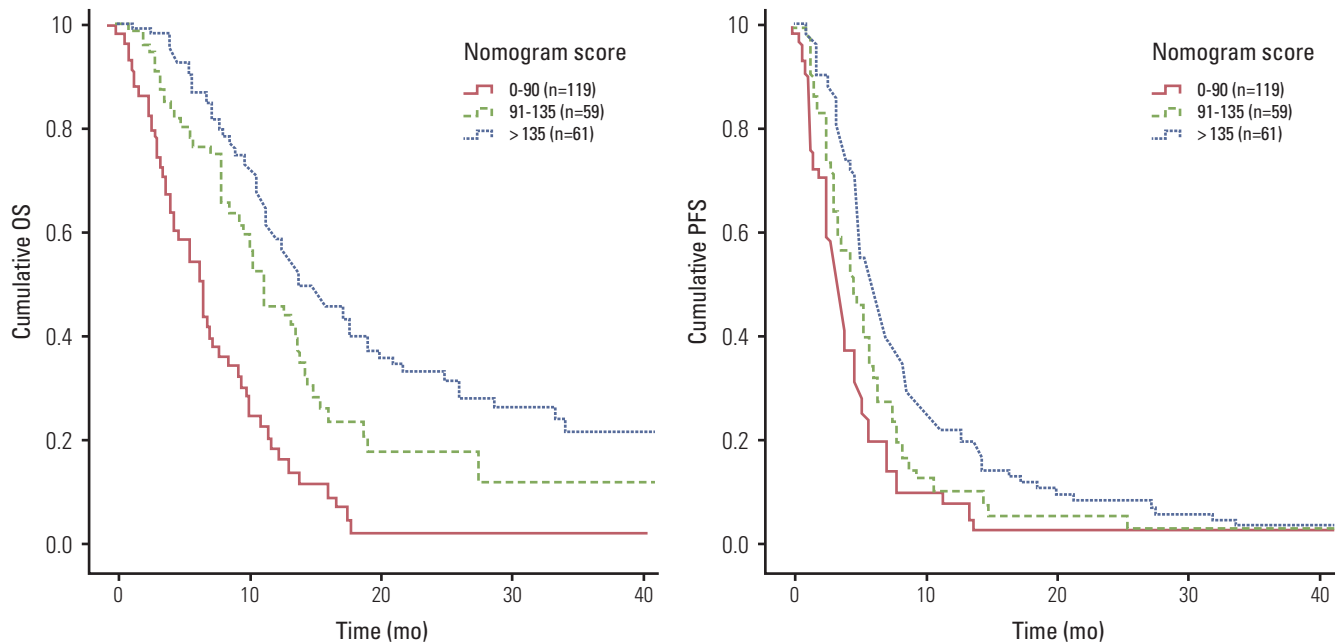 Cumulative OS
10
0.8
0.6
0.4
0.2
0.0
0
10
20
30
40
Time (mo)
Nomogram score
0-90 (n=119)
91-135 (n=59)
> 135 (n=61)
Cumulative PFS
10
0.8
0.6
0.4
0.2
0.0
0
10
20
30
40
Time (mo)
Nomogram score
0-90 (n=119)
91-135 (n=59)
> 135 (n=61)